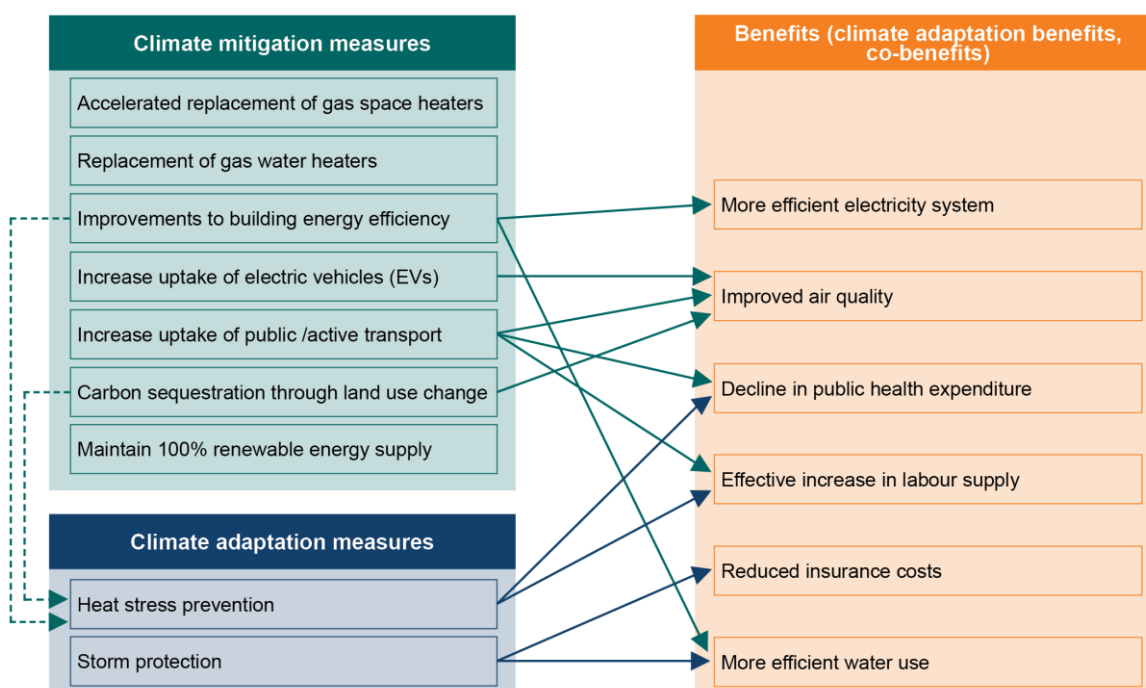 Climate mitigation measures
Accelerated replacement of gas space heaters
Replacement of gas water heaters
Improvements to building energy efficiency
Increase uptake of electric vehicles (EVs)
Increase uptake of public /active transport
Carbon sequestration through land use change
Maintain 100% renewable energy supply
Climate adaptation measures
Heat stress prevention
Storm protection
Benefits (climate adaptation benefits,
co-benefits)
More efficient electricity system
Improved air quality
Decline in public health expenditure
Effective increase in labour supply
Reduced insurance costs
More efficient water use